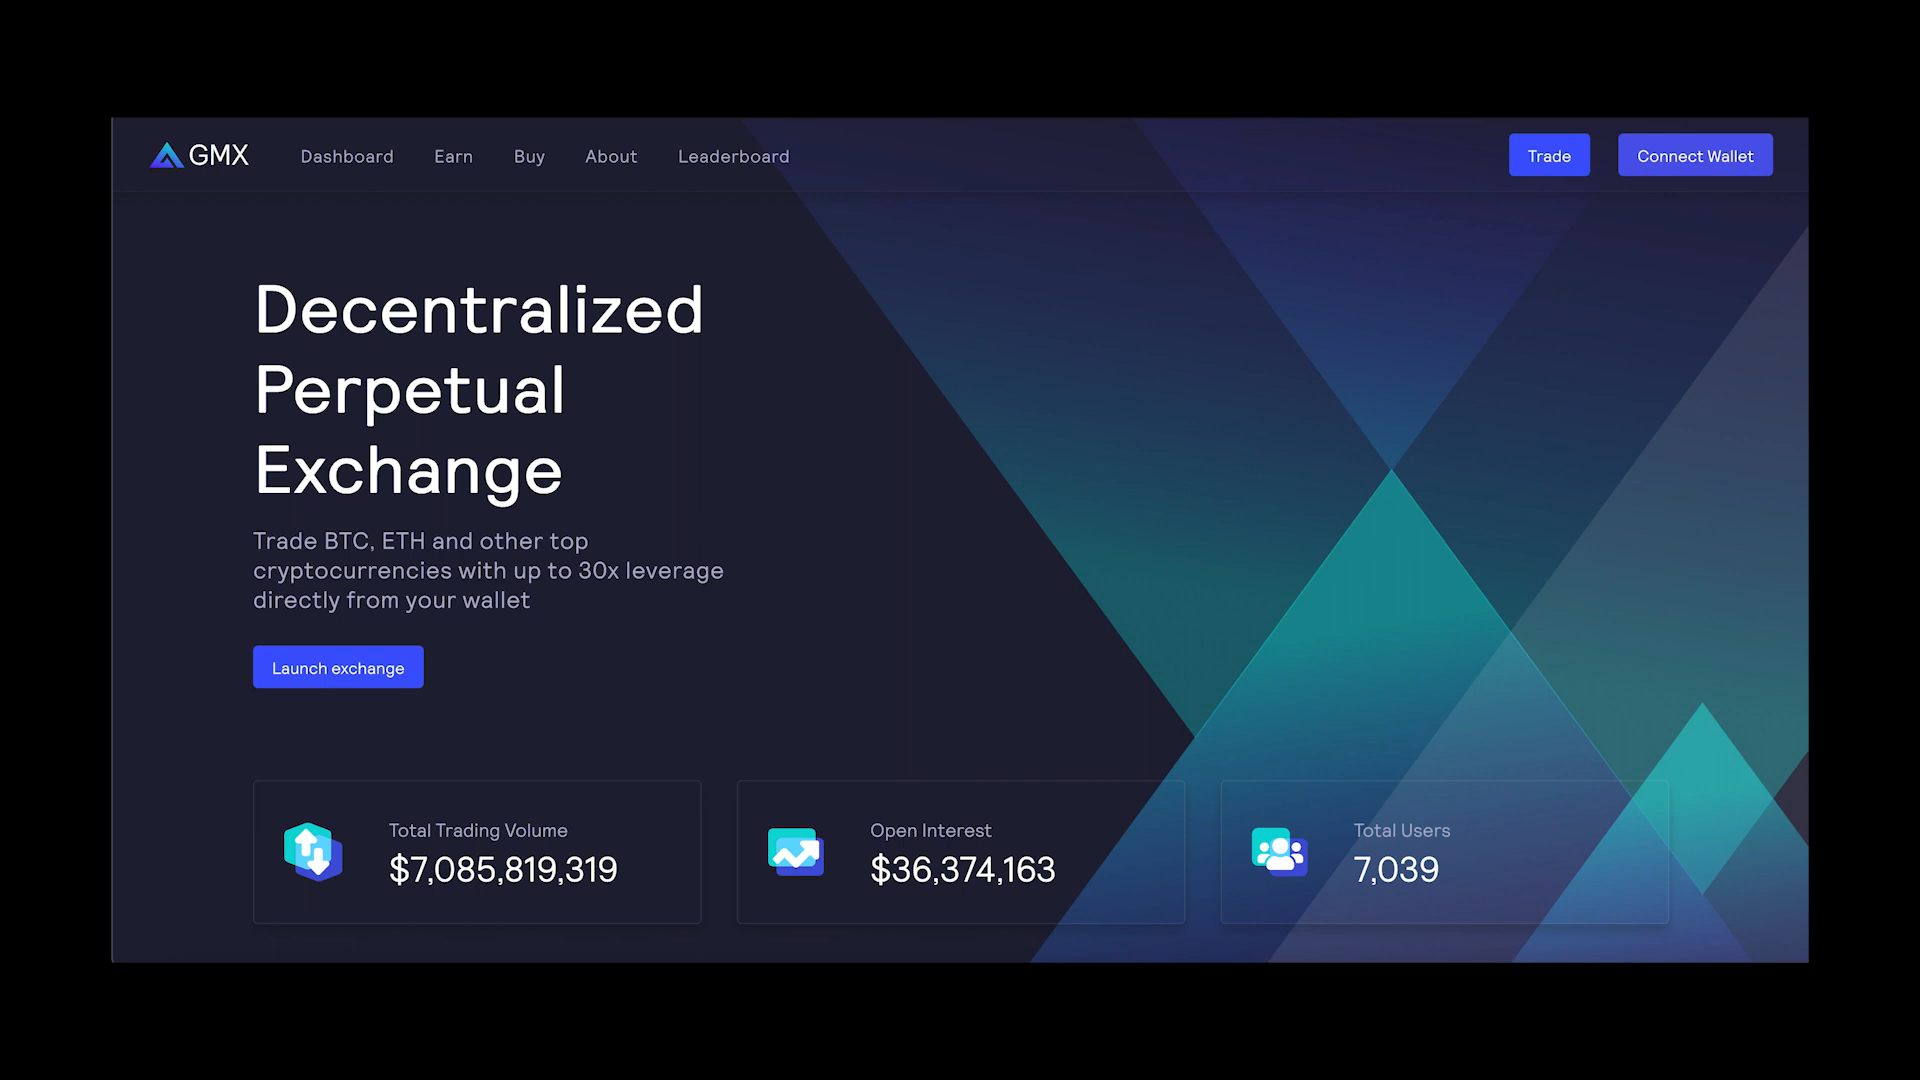 GMX
Dashboard
Earn
Buy
About
Leaderboard
Trade
Connect Wallet
Decentralized
Perpetual
Exchange
Trade BTC, ETH and other top
cryptocurrencies with up to 30x leverage
directly from your wallet
Launch exchange
Total Trading Volume
$7,085,819,319
Open Interest
$36,374,163
Total Users
7,039